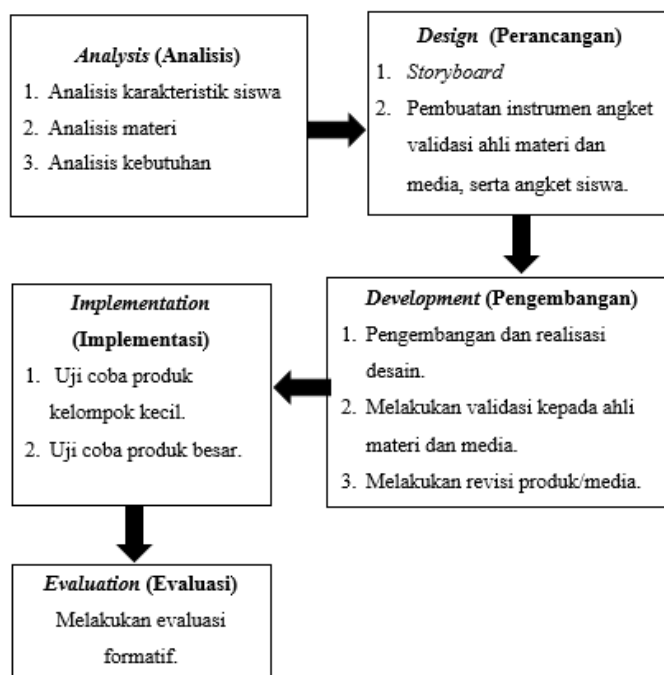 Analysis (Analisis)
1. Analisis karakteristik siswa
2. Analisis materi
3. Analisis kebutuhan
Design (Perancangan)
1. Storyboard
2. Pembuatan instrumen angket
validasi ahli materi dan
media, serta angket siswa.
Development (Pengembangan)
1. Pengembangan dan realisasi
desain.
2. Melakukan validasi kepada ahli
materi dan media.
3. Melakukan revisi produk/media.
Implementation
(Implementasi)
1. Uji coba produk
kelompok kecil.
2. Uji coba produk besar.
Evaluation (Evaluasi)
Melakukan evaluasi
formatif.